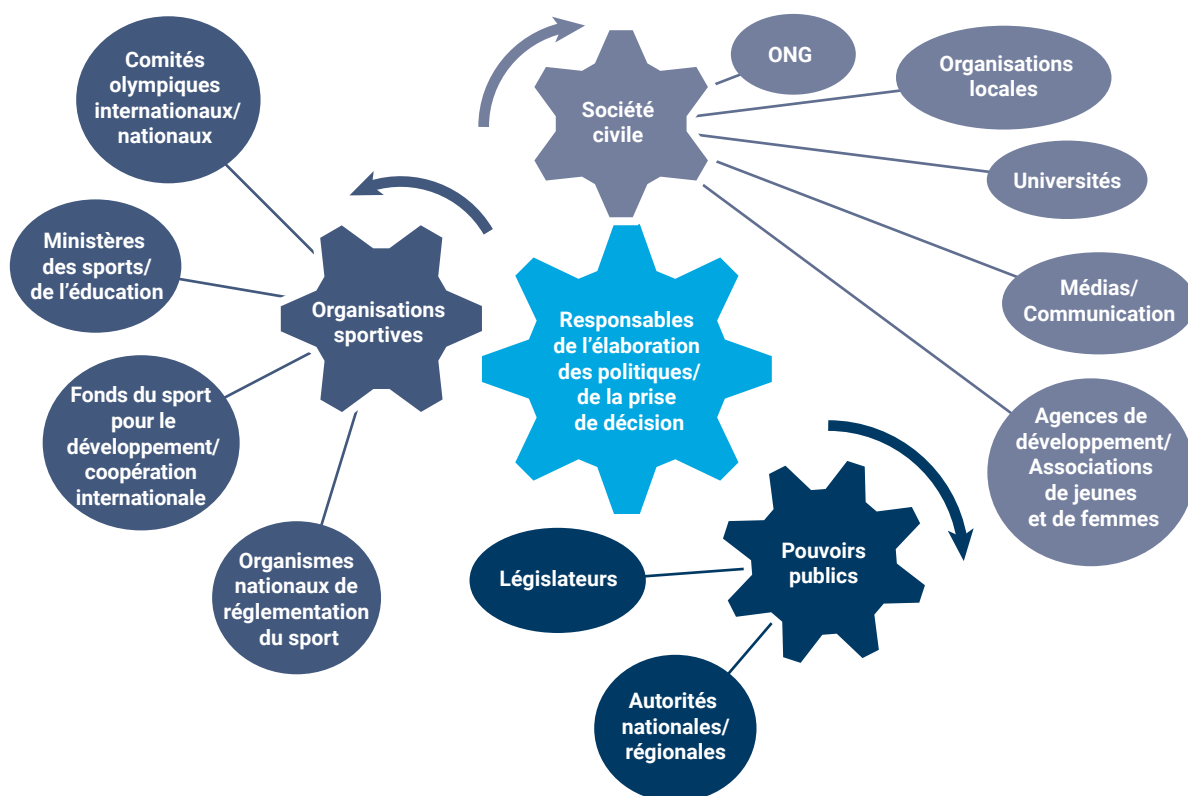 Comités
olympiques
internationaux/
nationaux
Ministères
des sports/
de l'éducation
Fonds du sport
pour le
développement/
coopération
internationale
Organismes
nationaux de
réglementation
du sport
Organisations
sportives
Société
civile
ONG
Organisations
locales
Universités
Médias/
Communication
Agences de
développement/
Associations
de jeunes
et de femmes
Responsables
de l'élaboration
des politiques/
de la prise
de décision
Pouvoirs
publics
Législateurs
Autorités
nationales/
régionales